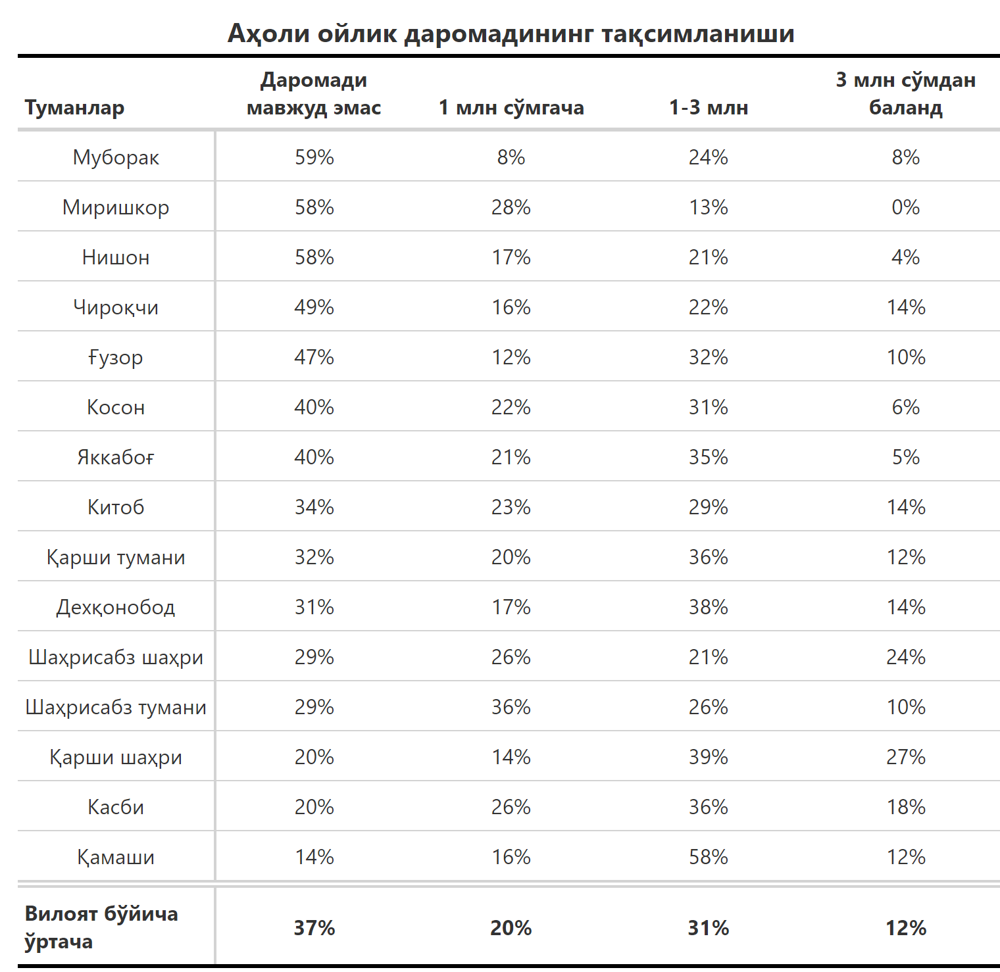 Аҳоли ойлик даромадининг тақсимланиши
Туманлар Даромади мавжуд эмас 1 млн сўмгача 1-3 млн 3 млн сўмдан баланд
Муборак 59% 8% 24% 8%
Миришкор 58% 28% 13% 0%
Нишон 58% 17% 21% 4%
Чироқчи 49% 16% 22% 14%
Ғузор 47% 12% 32% 10%
Косон 40% 22% 31% 6%
Яккабоғ 40% 21% 35% 5%
Китоб 34% 23% 29% 14%
Қарши тумани 32% 20% 36% 12%
Дехқонобод 31% 17% 38% 14%
Шаҳрисабз шаҳри 29% 26% 21% 24%
Шаҳрисабз тумани 29% 36% 26% 10%
Қарши шаҳри 20% 14% 39% 27%
Касби 20% 26% 36% 18%
Қамаши 14% 16% 58% 12%
Вилоят бўйича ўртача 37% 20% 31% 12%